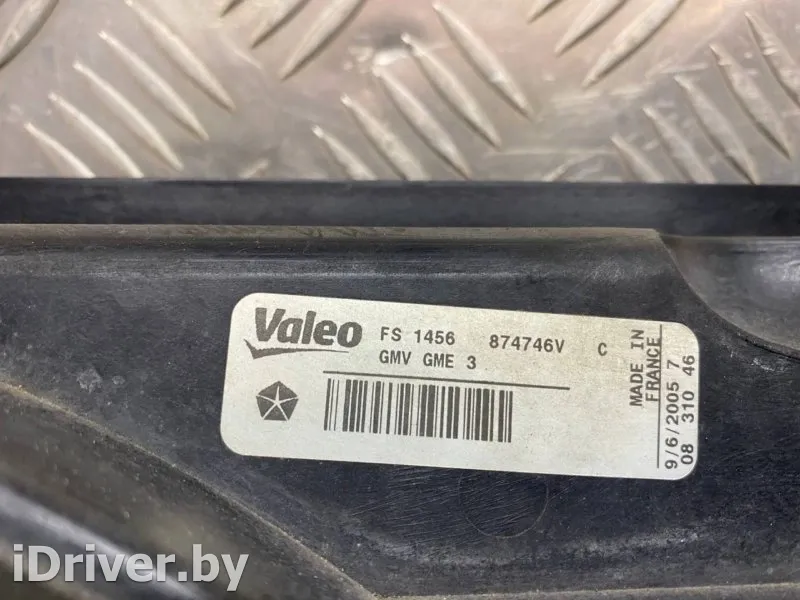 Valeo FS 1456 874746V C
GMV GME 3
MADE IN
FRANCE
9/6/2005 7
08 310 46
iDriver.by